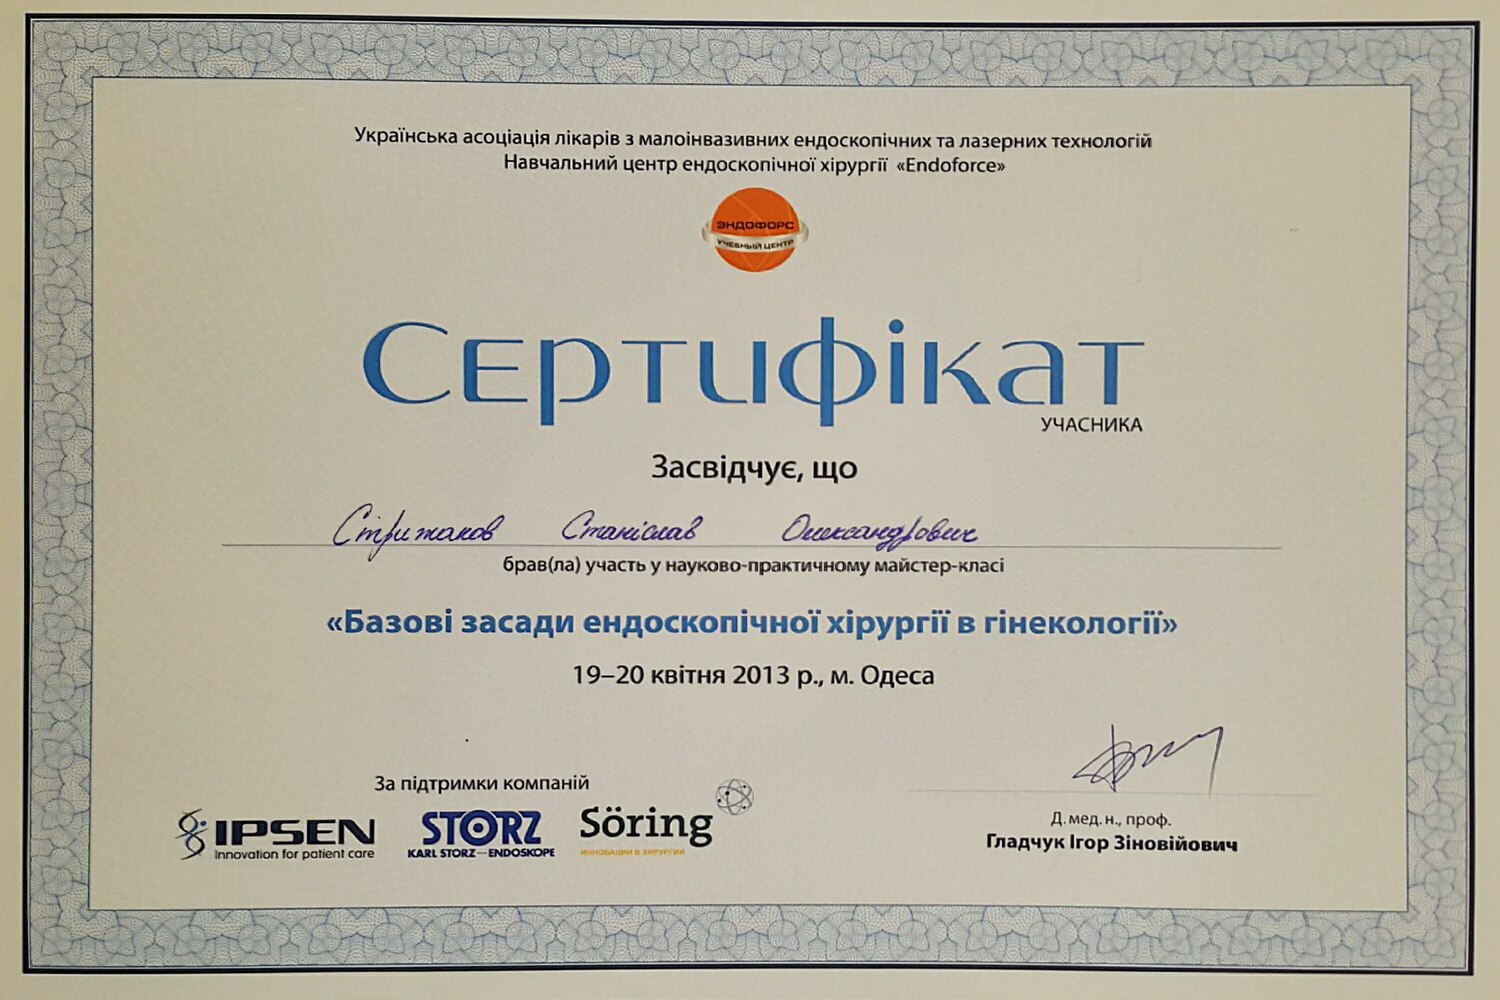 Українська асоціація лікарів з малоінвазивних ендоскопічних та лазерних технологій
Навчальний центр ендоскопічної хірургії «Endoforce»
ЭНДОФОРС
УЧЕБНЫЙ ЦЕНТР
Сертифікат
УЧАСНИКА
Засвідчує, що
Стрижаков Станіслав Олександрович
брав(ла) участь у науково-практичному майстер-класі
«Базові засади ендоскопічної хірургії в гінекології»
19–20 квітня 2013 р., м. Одеса
За підтримки компаній
IPSEN
Innovation for patient care
STORZ
KARL STORZ—ENDOSKOPE
Söring
ИННОВАЦИИ В ХИРУРГИИ
Д. мед. н., проф.
Гладчук Ігор Зіновійович